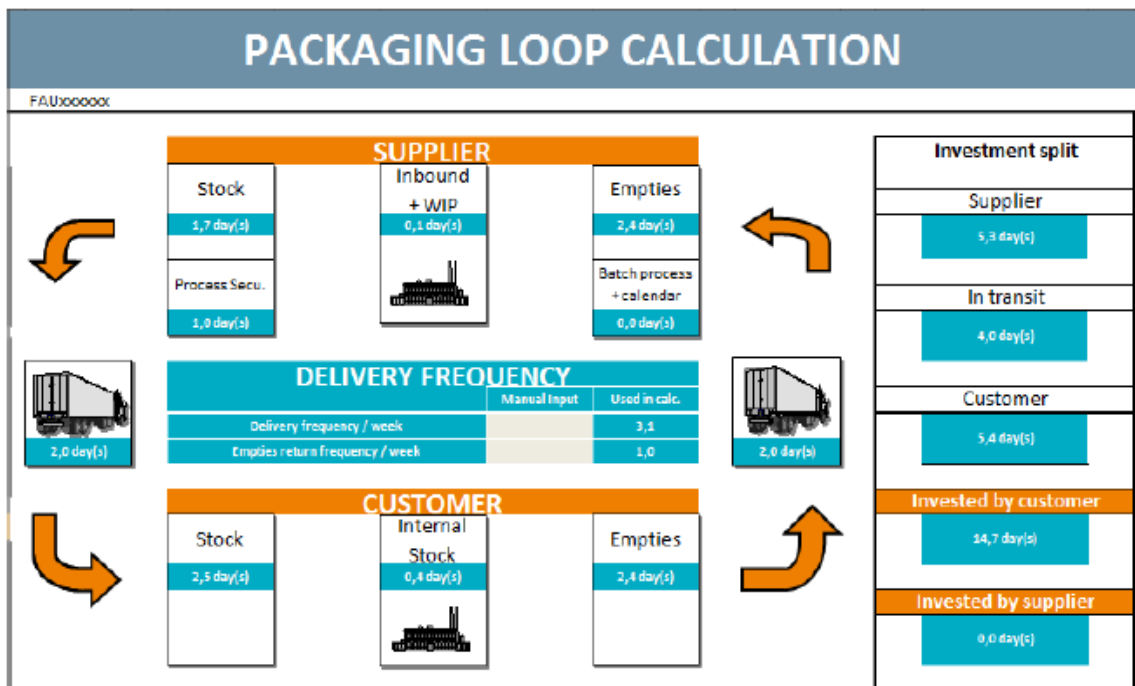 PACKAGING LOOP CALCULATION
FAUxxxxxx
SUPPLIER
Stock
1,7 day(s)
Process Secu.
1,0 day(s)
Inbound
+ WIP
0,1 day(s)
Empties
2,4 day(s)
Batch process
+ calendar
0,0 day(s)
2,0 day(s)
DELIVERY FREQUENCY
Manual Input Used in calc.
Delivery frequency / week 3,1
Empties return frequency / week 1,0
2,0 day(s)
CUSTOMER
Stock
2,5 day(s)
Internal
Stock
0,4 day(s)
Empties
2,4 day(s)
Investment split
Supplier
5,3 day(s)
In transit
4,0 day(s)
Customer
5,4 day(s)
Invested by customer
14,7 day(s)
Invested by supplier
0,0 day(s)